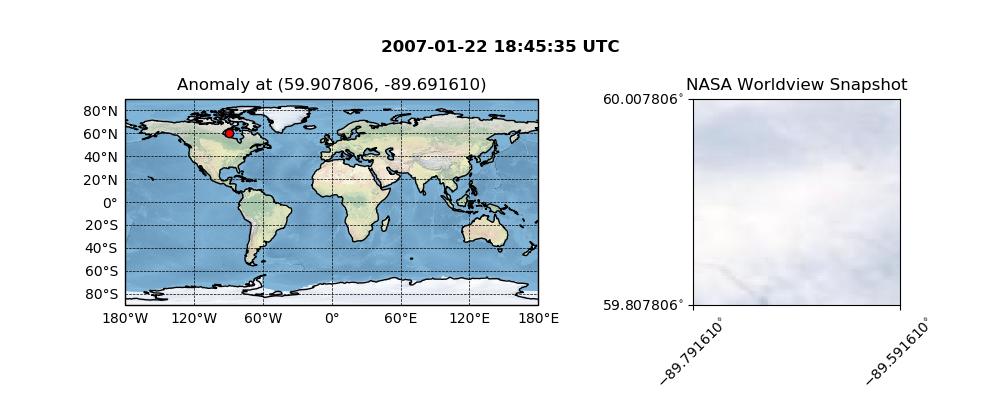 2007-01-22 18:45:35 UTC
Anomaly at (59.907806, -89.691610)
NASA Worldview Snapshot
80°N
60°N
40°N
20°N
0°
20°S
40°S
60°S
80°S
180°W 120°W 60°W 0° 60°E 120°E 180°E
60.007806°
59.807806°
−89.791610°
−89.591610°